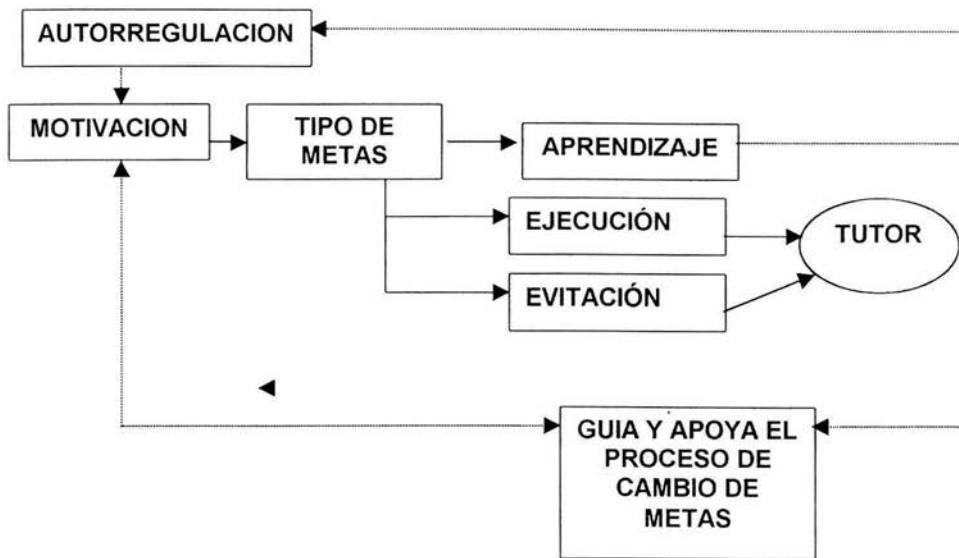 AUTORREGULACION
MOTIVACION
TIPO DE
METAS
APRENDIZAJE
EJECUCIÓN
EVITACIÓN
TUTOR
GUIA Y APOYA EL
PROCESO DE
CAMBIO DE
METAS